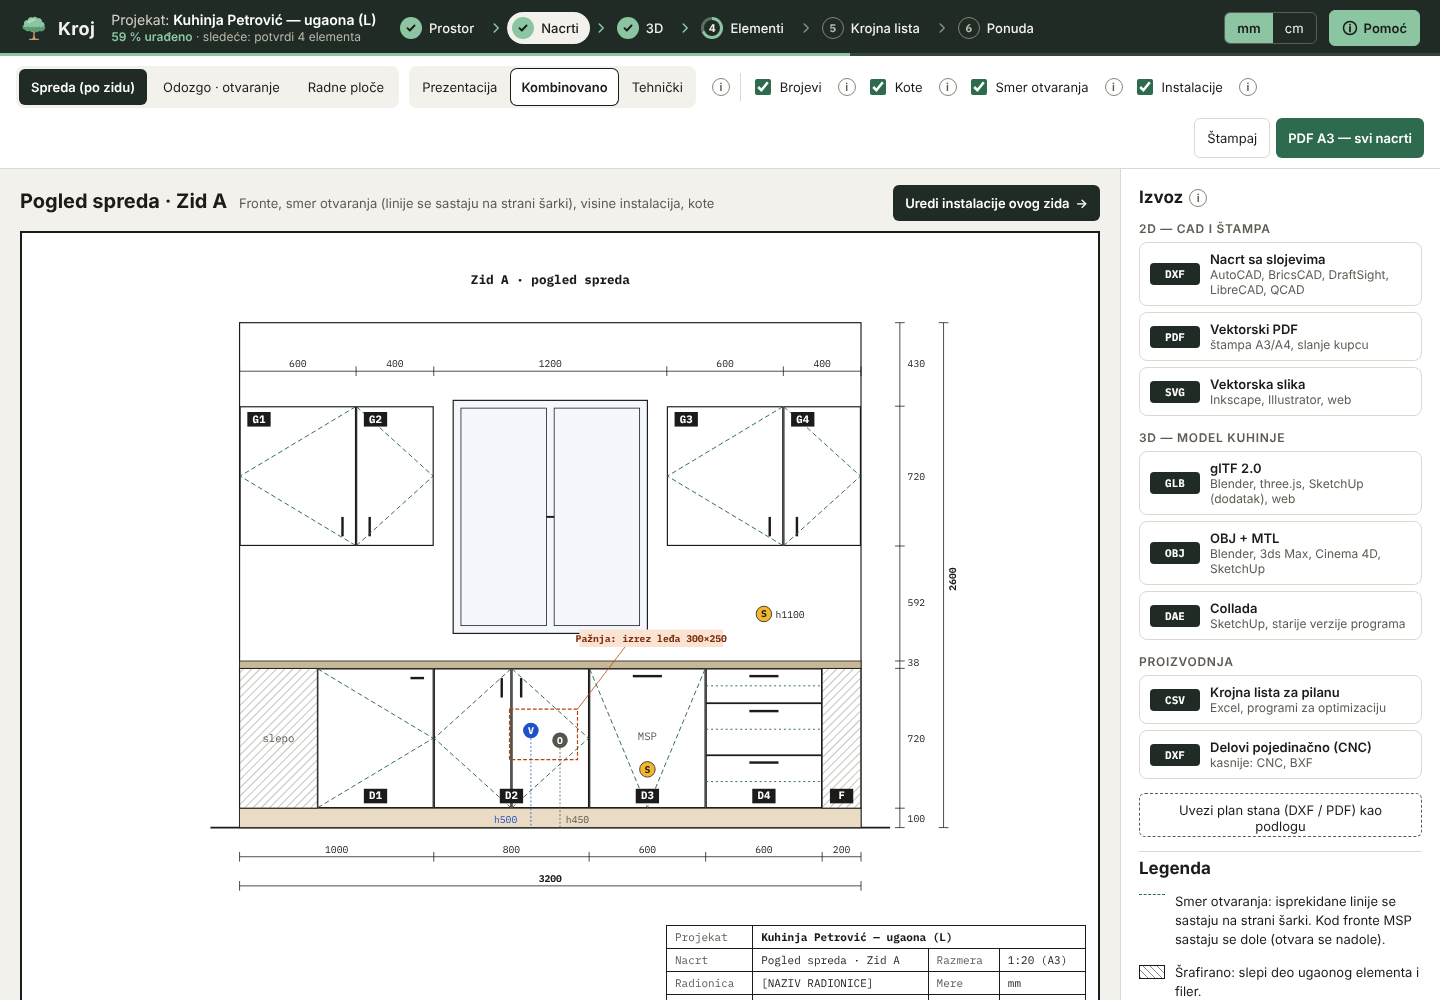 Kroj
Projekat: Kuhinja Petrović — ugaona (L)
59 % urađeno · sledeće: potvrdi 4 elementa
Prostor
Nacrti
3D
4 Elementi
5 Krojna lista
6 Ponuda
mm cm
Pomoć
Spreda (po zidu) Odozgo · otvaranje Radne ploče
Prezentacija Kombinovano Tehnički i
Brojevi i Kote i Smer otvaranja i Instalacije i
Štampaj PDF A3 — svi nacrti
Pogled spreda · Zid A Fronte, smer otvaranja (linije se sastaju na strani šarki), visine instalacija, kote
Uredi instalacije ovog zida →
Zid A · pogled spreda
600 400 1200 600 400 430
G1 G2 G3 G4
720
2600
592
S h1100
Pažnja: izrez leđa 300×250
38
slepo V O MSP 720
S
D1 D2 D3 D4 F
h500 h450 100
1000 800 600 600 200
3200
Projekat Kuhinja Petrović — ugaona (L)
Nacrt Pogled spreda · Zid A Razmera 1:20 (A3)
Radionica [NAZIV RADIONICE] Mere mm
Izvoz i
2D — CAD I ŠTAMPA
DXF Nacrt sa slojevima
AutoCAD, BricsCAD, DraftSight,
LibreCAD, QCAD
PDF Vektorski PDF
štampa A3/A4, slanje kupcu
SVG Vektorska slika
Inkscape, Illustrator, web
3D — MODEL KUHINJE
GLB glTF 2.0
Blender, three.js, SketchUp
(dodatak), web
OBJ OBJ + MTL
Blender, 3ds Max, Cinema 4D,
SketchUp
DAE Collada
SketchUp, starije verzije programa
PROIZVODNJA
CSV Krojna lista za pilanu
Excel, programi za optimizaciju
DXF Delovi pojedinačno (CNC)
kasnije: CNC, BXF
Uvezi plan stana (DXF / PDF) kao
podlogu
Legenda
Smer otvaranja: isprekidane linije se
sastaju na strani šarki. Kod fronte MSP
sastaju se dole (otvara se nadole).
Šrafirano: slepi deo ugaonog elementa i
filer.